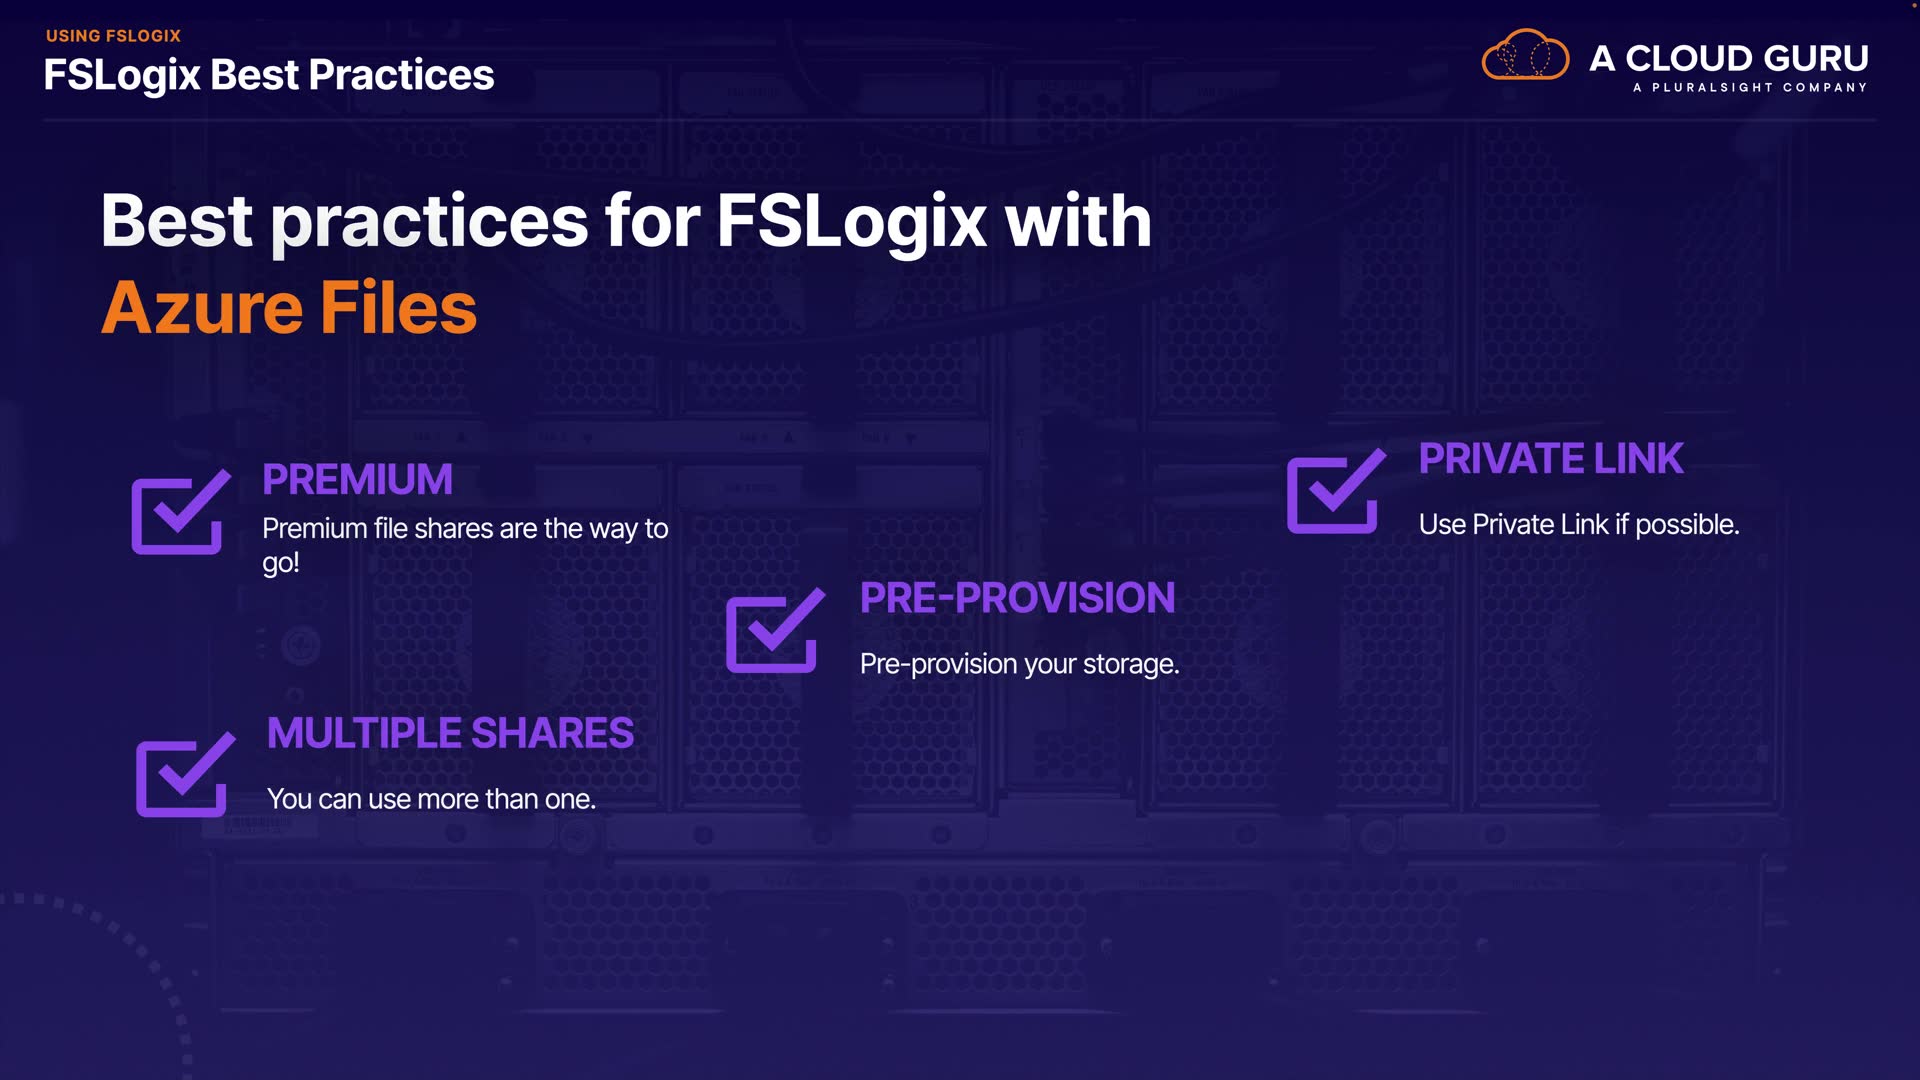 USING FSLOGIX
FSLogix Best Practices
A CLOUD GURU
A PLURALSIGHT COMPANY
Best practices for FSLogix with
Azure Files
PREMIUM
Premium file shares are the way to
go!
PRIVATE LINK
Use Private Link if possible.
PRE-PROVISION
Pre-provision your storage.
MULTIPLE SHARES
You can use more than one.